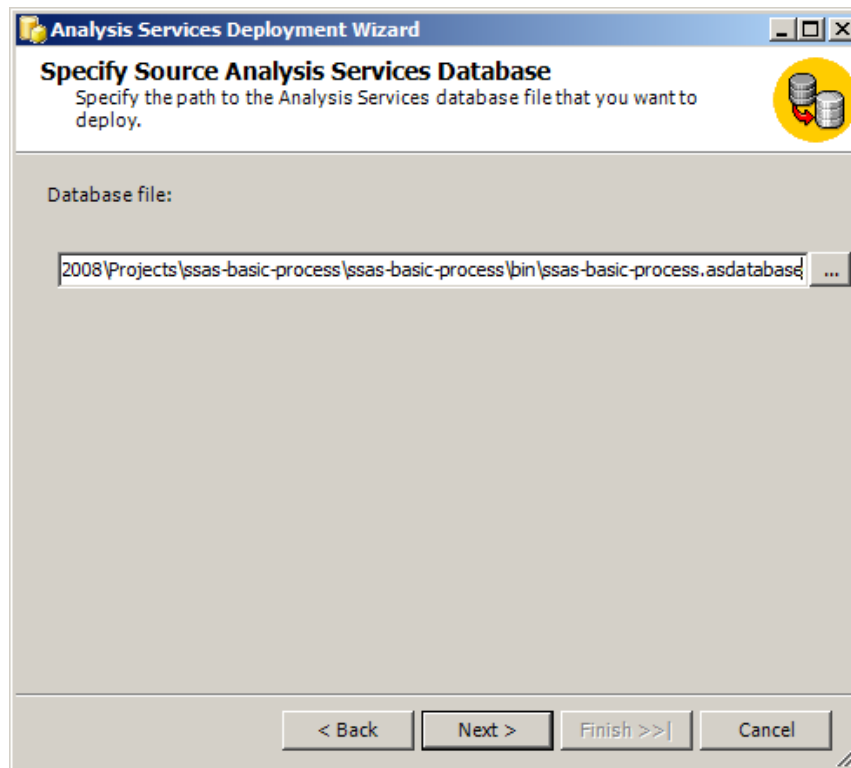 Analysis Services Deployment Wizard
Specify Source Analysis Services Database
Specify the path to the Analysis Services database file that you want to
deploy.
Database file:
2008\Projects\ssas-basic-process\ssas-basic-process\bin\ssas-basic-process.asdatabase ...
< Back Next > Finish >>| Cancel